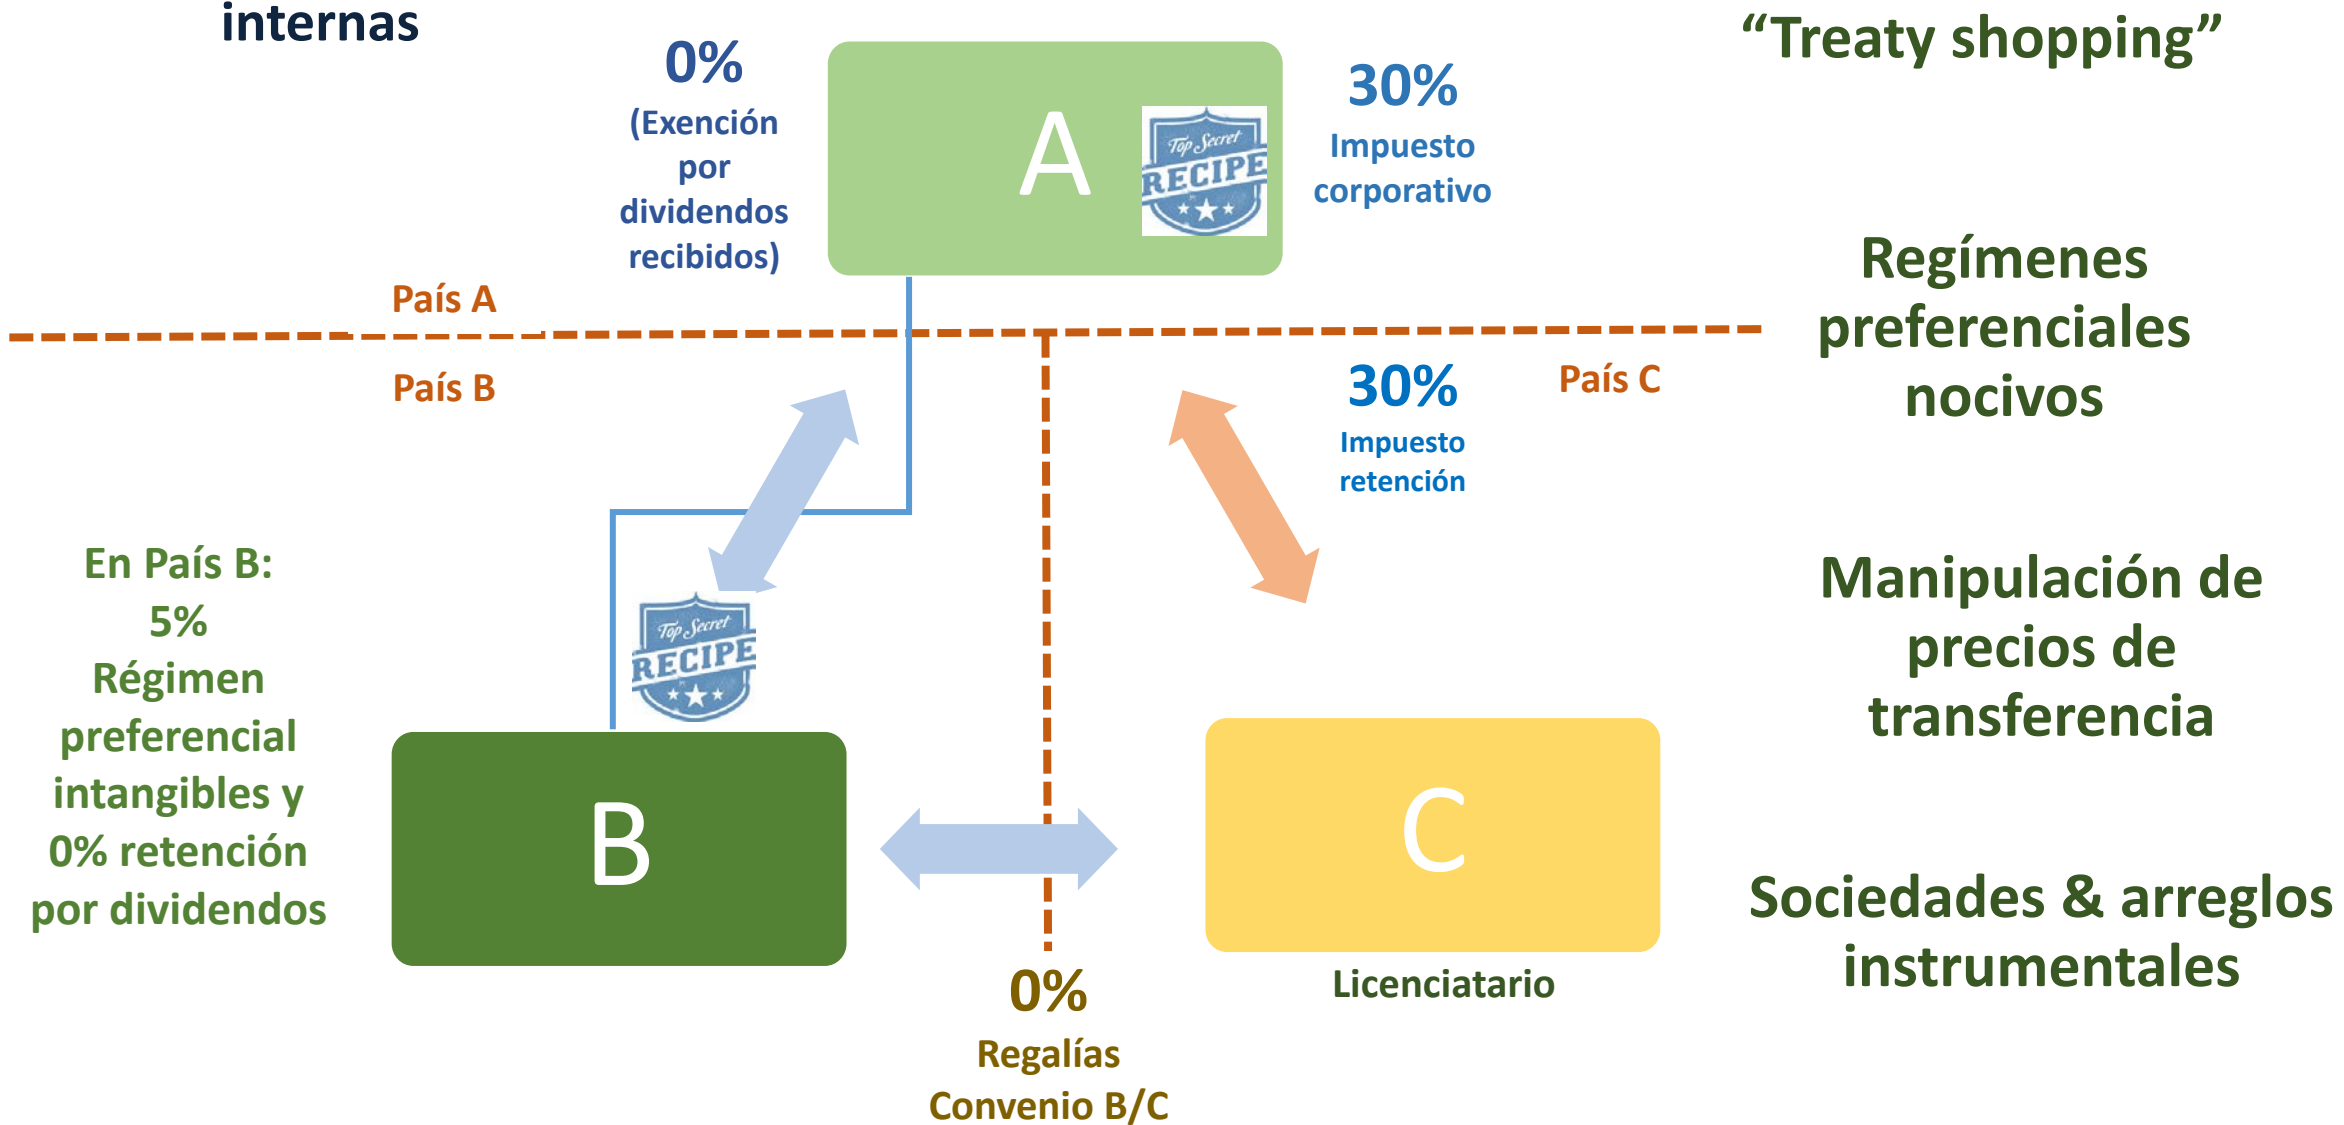 internas
“Treaty shopping”
0%
(Exención
por
dividendos
recibidos)
A
Top Secret
RECIPE
30%
Impuesto
corporativo
Regímenes
preferenciales
nocivos
País A
País B
30%
Impuesto
retención
País C
En País B:
5%
Régimen
preferencial
intangibles y
0% retención
por dividendos
Top Secret
RECIPE
Manipulación de
precios de
transferencia
B
C
Sociedades & arreglos
instrumentales
Licenciatario
0%
Regalías
Convenio B/C